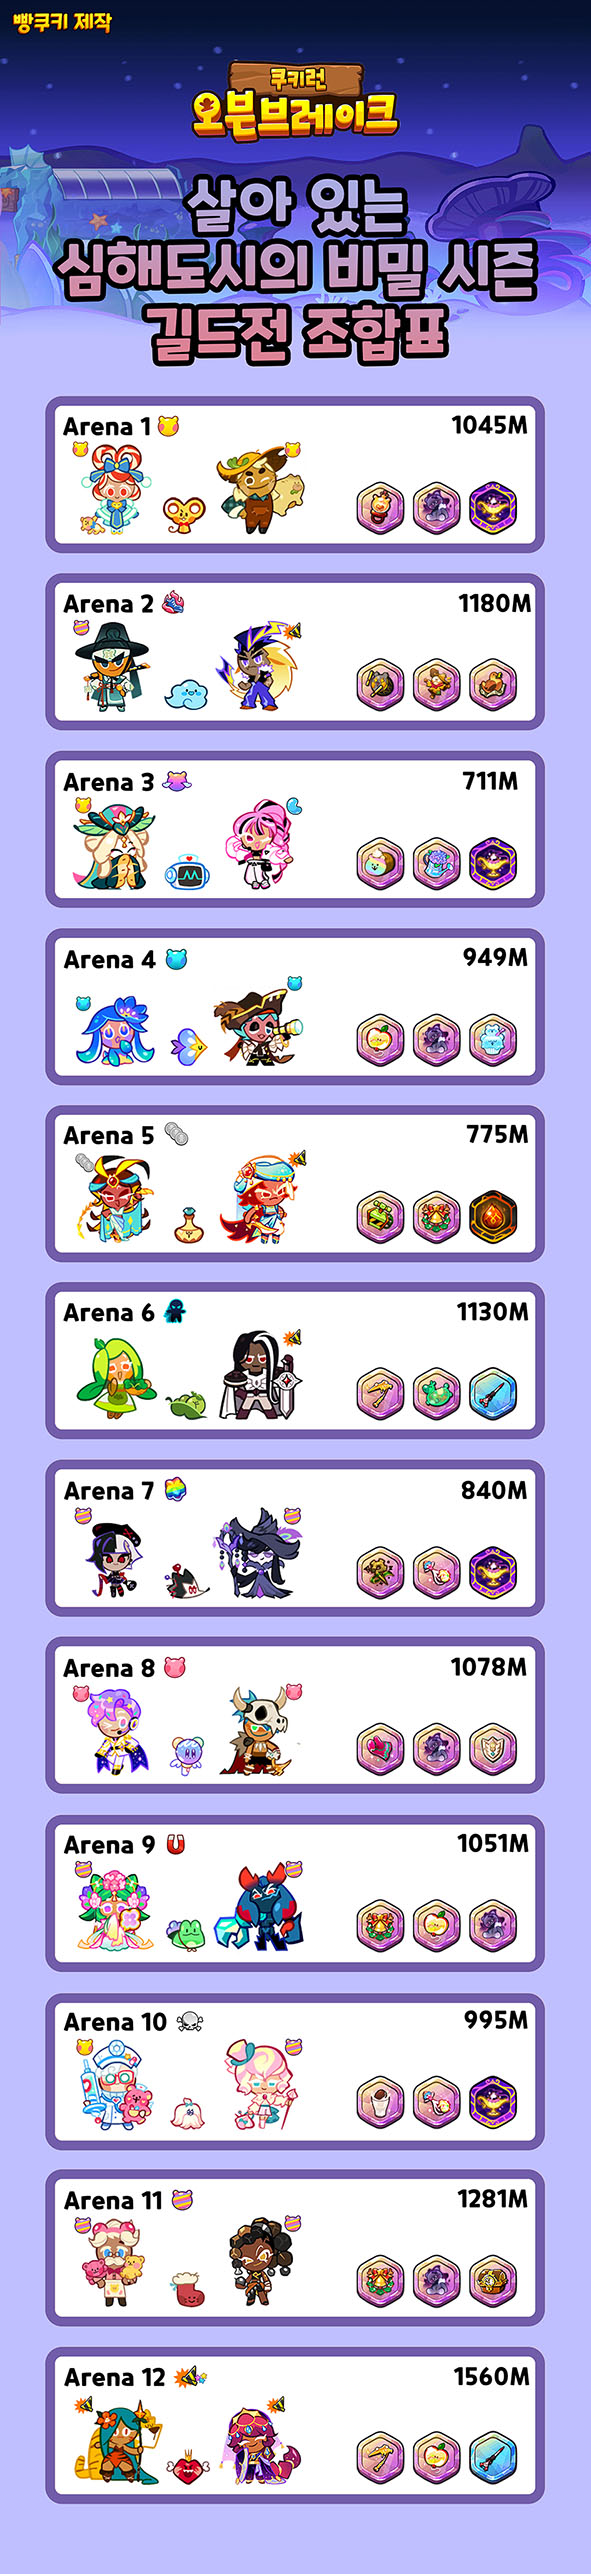 빵쿠키 제작
쿠키런
오븐브레이크
살아 있는
심해도시의 비밀 시즌
길드전 조합표
Arena 1 1045M
Arena 2 1180M
Arena 3 711M
Arena 4 949M
Arena 5 775M
Arena 6 1130M
Arena 7 840M
Arena 8 1078M
Arena 9 1051M
Arena 10 995M
Arena 11 1281M
Arena 12 1560M